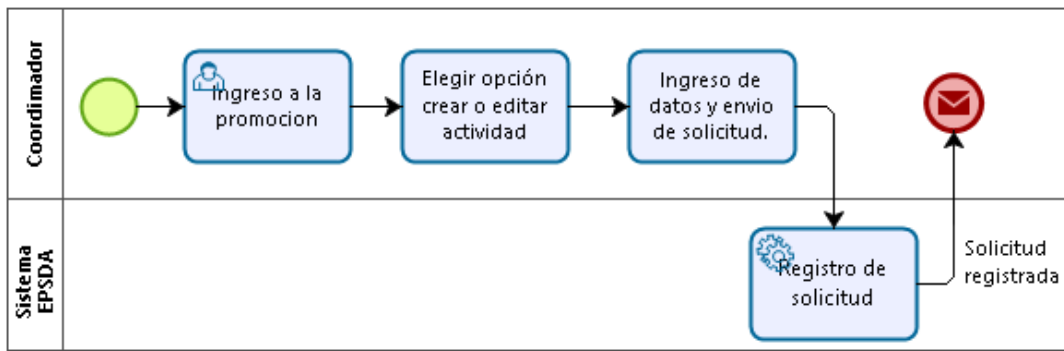 Coordimador
Ingreso a la
promocion
Elegir opción
crear o editar
actividad
Ingreso de
datos y envio
de solicitud.
Sistema
EPSDA
Registro de
solicitud
Solicitud
registrada